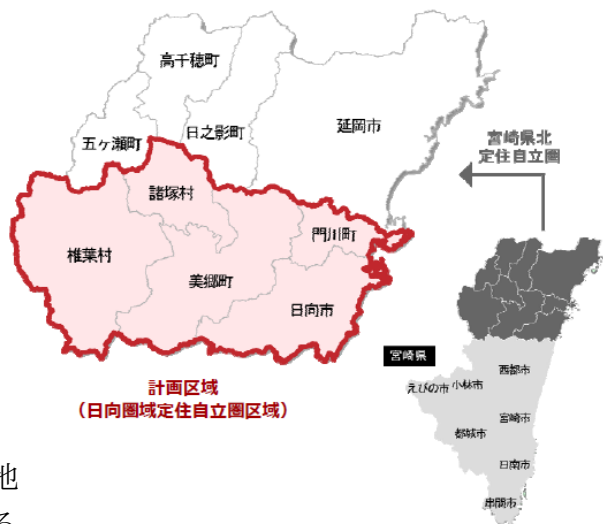 高千穂町
延岡市
日之影町
五ヶ瀬町
宮崎県北
定住自立圏
諸塚村
門川町
椎葉村
美郷町
日向市
計画区域
(日向圏域定住自立圏区域)
宮崎県
西都市
えびの市
小林市
宮崎市
都城市
日南市
串間市
地
る